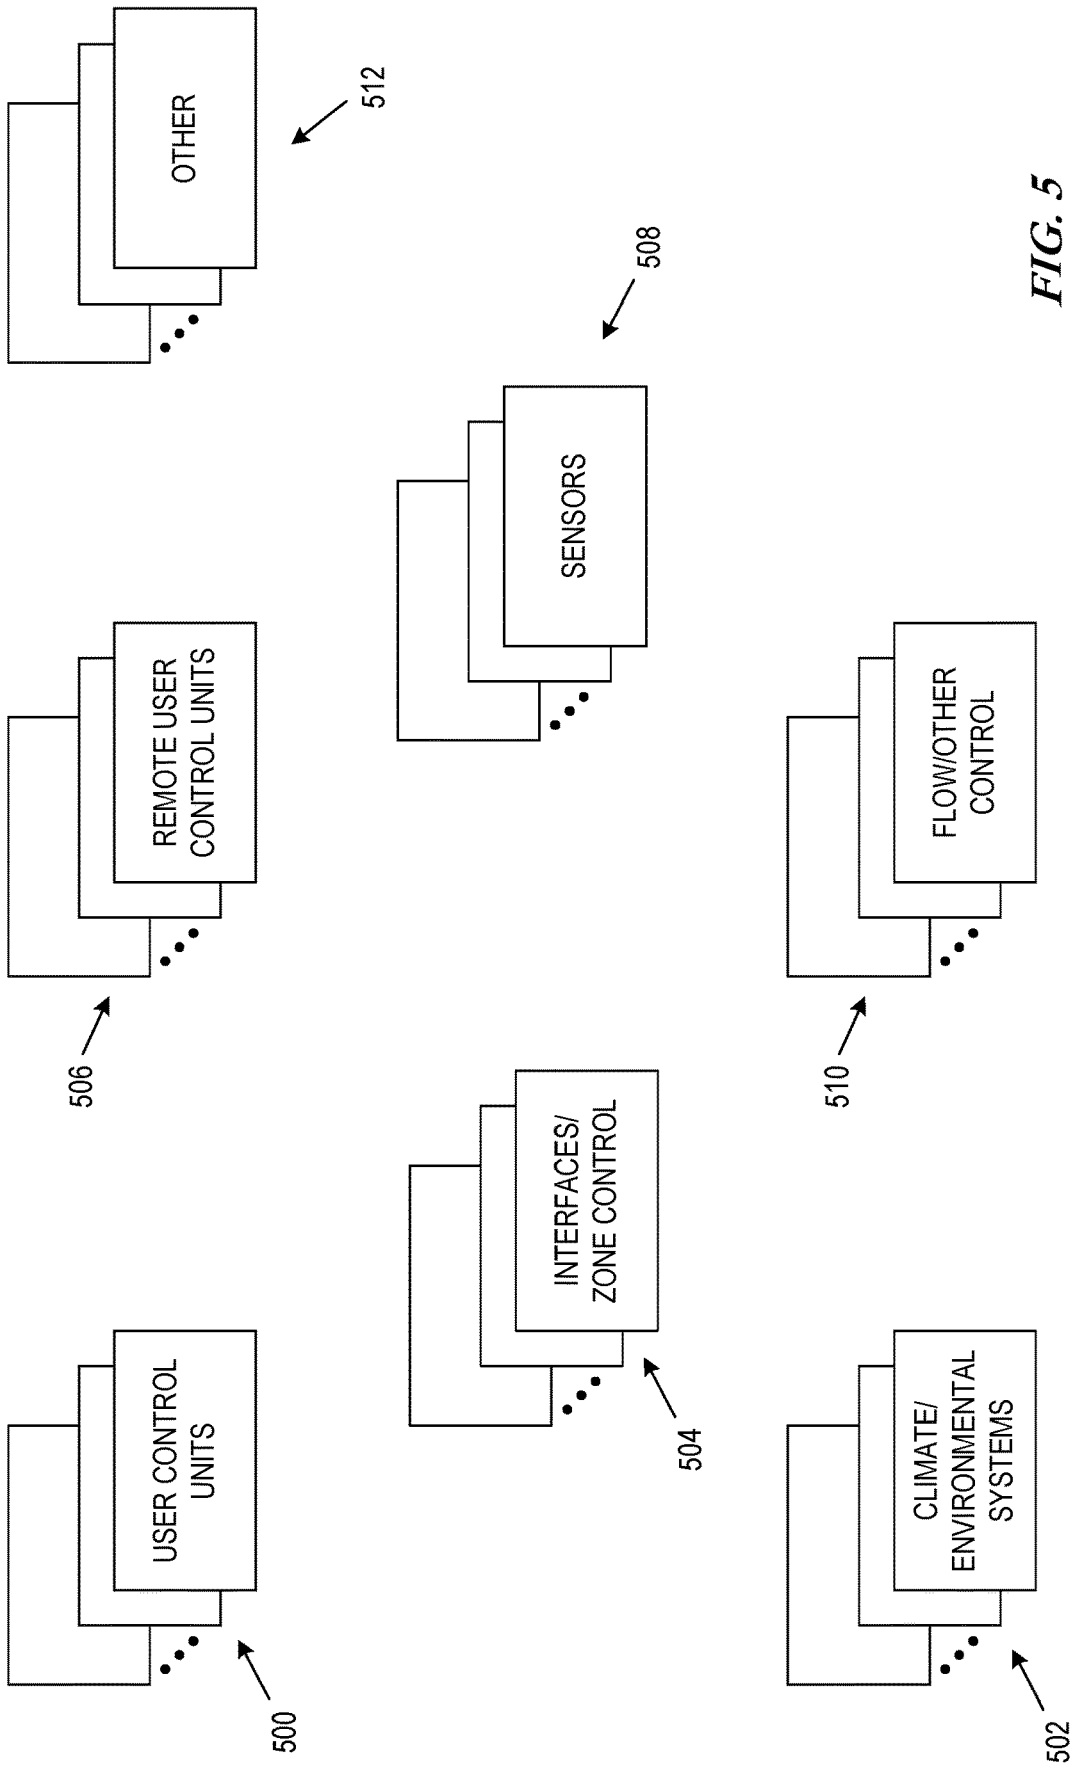 USER CONTROL
UNITS
500
REMOTE USER
CONTROL UNITS
506
OTHER
512
INTERFACES/
ZONE CONTROL
504
SENSORS
508
CLIMATE/
ENVIRONMENTAL
SYSTEMS
502
FLOW/OTHER
CONTROL
510
FIG. 5